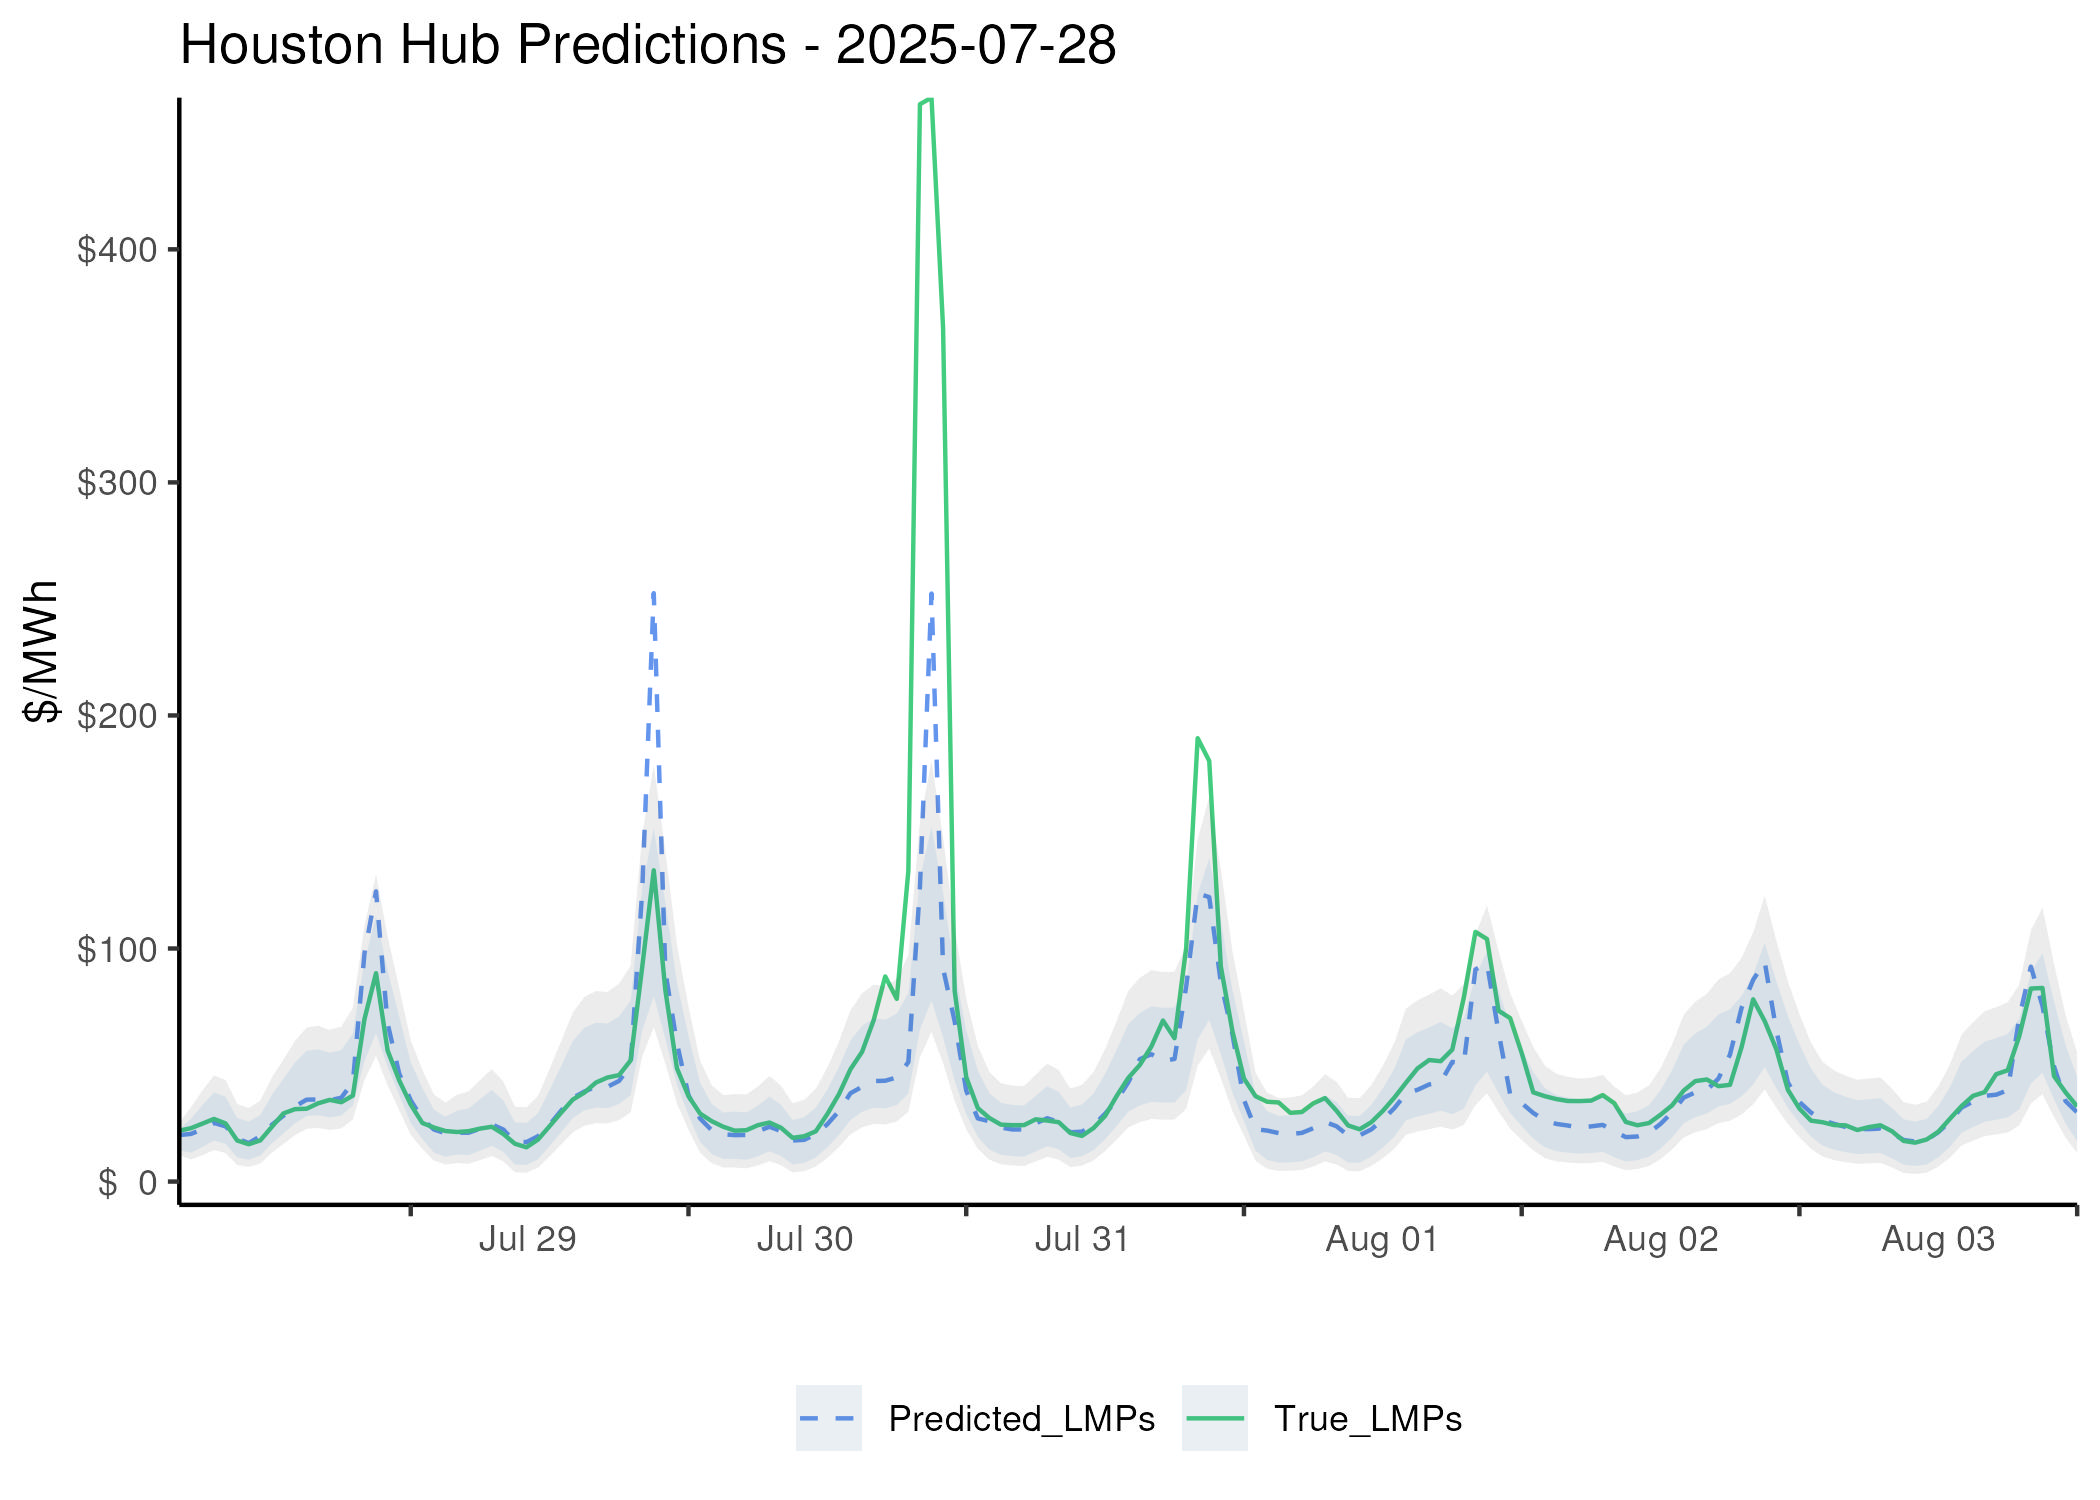 Houston Hub Predictions - 2025-07-28
$/MWh
$400
$300
$200
$100
$ 0
Jul 29
Jul 30
Jul 31
Aug 01
Aug 02
Aug 03
Predicted_LMPs
True_LMPs